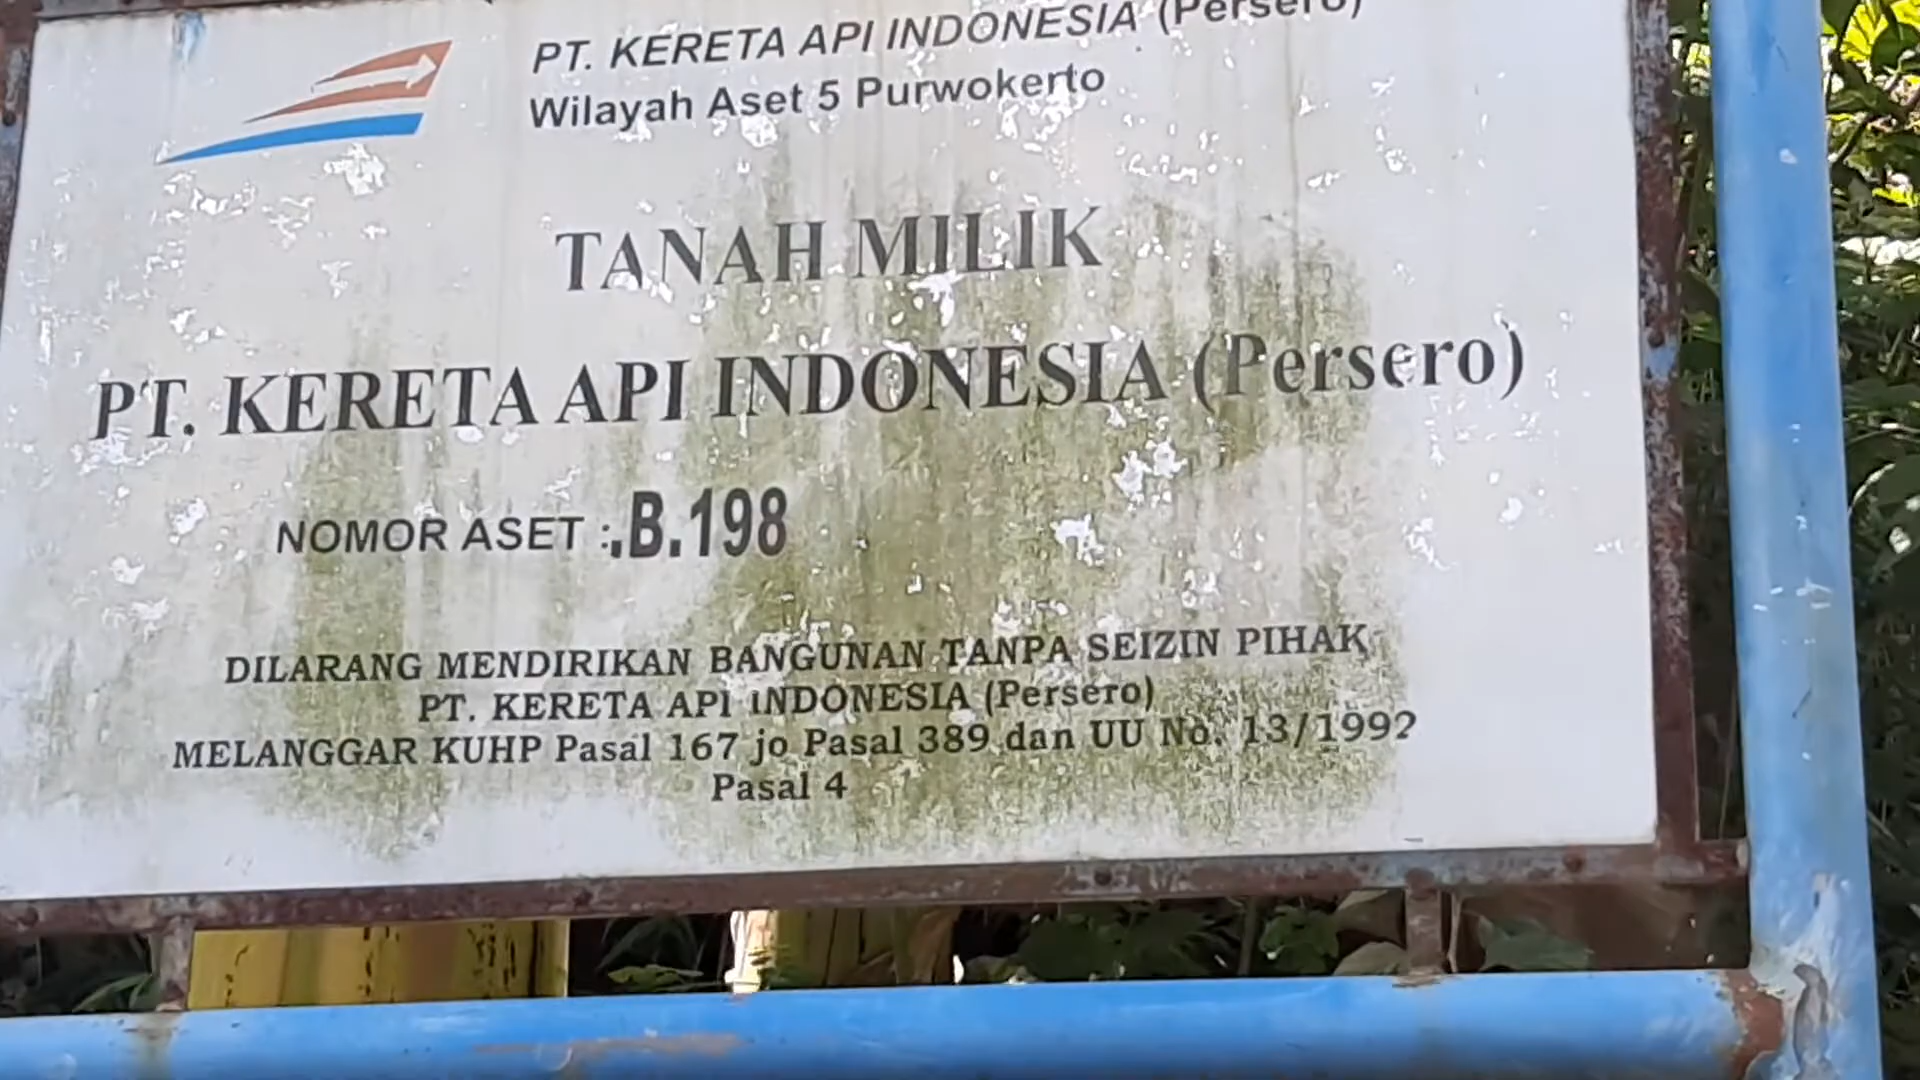 PT. KERETA API INDONESIA (Persero)
Wilayah Aset 5 Purwokerto
TANAH MILIK
PT. KERETA API INDONESIA (Persero)
NOMOR ASET :.B.198
DILARANG MENDIRIKAN BANGUNAN TANPA SEIZIN PIHAK
PT. KERETA API INDONESIA (Persero)
MELANGGAR KUHP Pasal 167 jo Pasal 389 dan UU No. 13/1992
Pasal 4